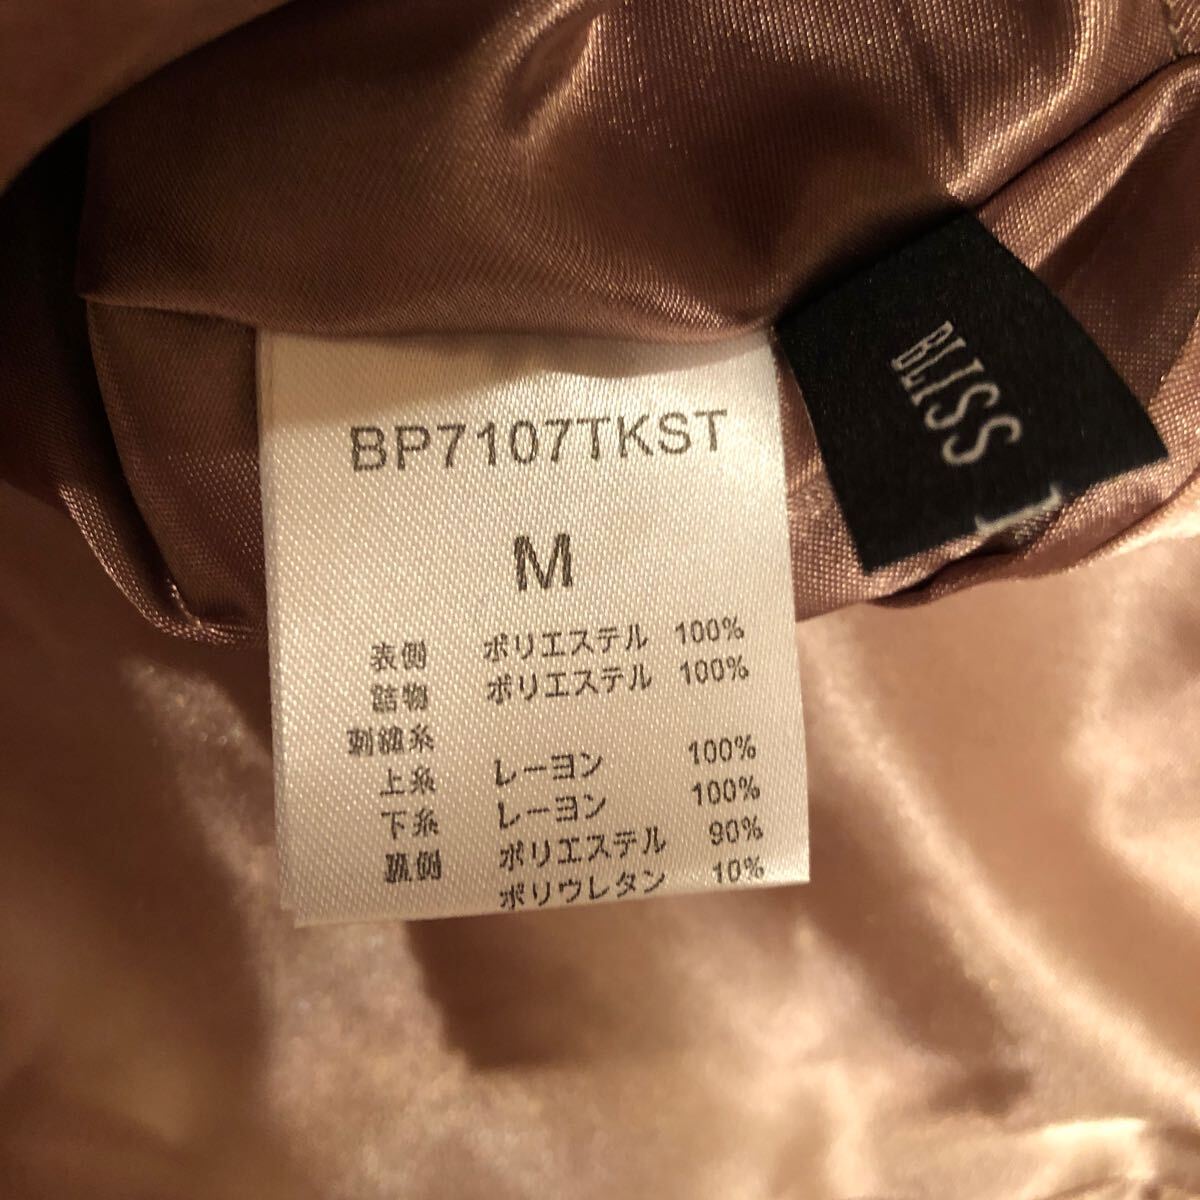 BP7107TKST
M
表側 ポリエステル 100%
詰物 ポリエステル 100%
刺繍糸
上糸 レーヨン 100%
下糸 レーヨン 100%
裏側 ポリエステル 90%
ポリウレタン 10%
BLISS